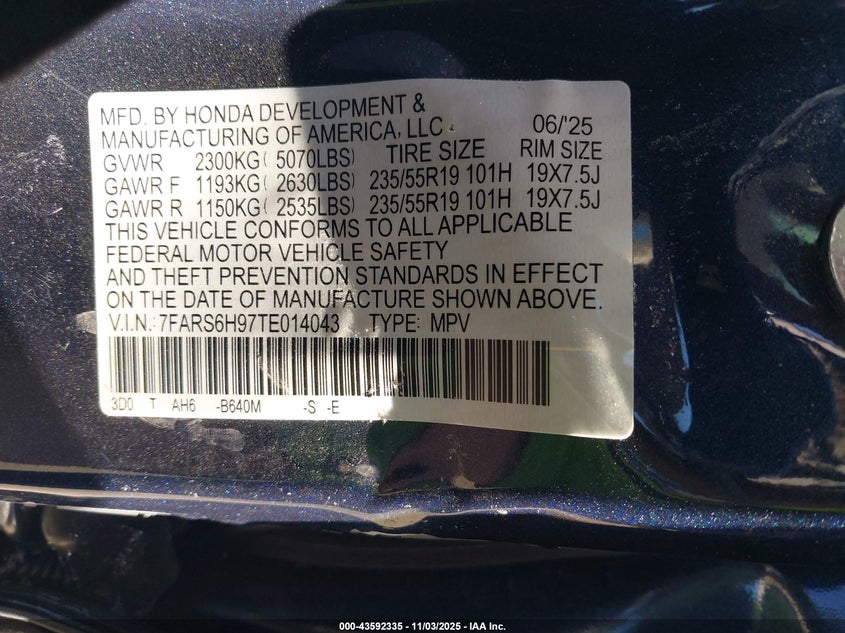 MFD. BY HONDA DEVELOPMENT &
MANUFACTURING OF AMERICA, LLC 06/'25
GVWR 2300KG( 5070LBS) TIRE SIZE RIM SIZE
GAWR F 1193KG( 2630LBS) 235/55R19 101H 19X7.5J
GAWR R 1150KG( 2535LBS) 235/55R19 101H 19X7.5J
THIS VEHICLE CONFORMS TO ALL APPLICABLE
FEDERAL MOTOR VEHICLE SAFETY
AND THEFT PREVENTION STANDARDS IN EFFECT
ON THE DATE OF MANUFACTURE SHOWN ABOVE.
V.I.N.:7FARS6H97TE014043 TYPE: MPV
3D0 T AH6 -B640M -S -E
000-43592335 - 11/03/2025 - IAA Inc.